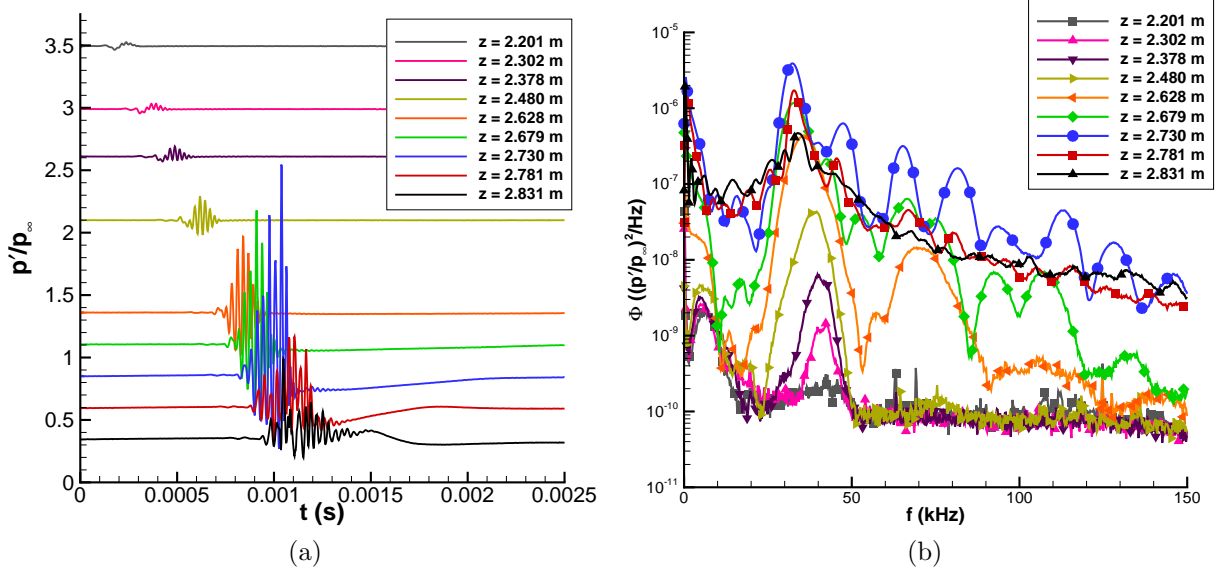 z = 2.201 m
z = 2.302 m
z = 2.378 m
z = 2.480 m
z = 2.628 m
z = 2.679 m
z = 2.730 m
z = 2.781 m
z = 2.831 m
p′/p∞
3.5
3
2.5
2
1.5
1
0.5
0
0 0.0005 0.001 0.0015 0.002 0.0025
t (s)
(a)
z = 2.201 m
z = 2.302 m
z = 2.378 m
z = 2.480 m
z = 2.628 m
z = 2.679 m
z = 2.730 m
z = 2.781 m
z = 2.831 m
Φ ((p′/p∞)²/Hz)
10⁻⁵
10⁻⁶
10⁻⁷
10⁻⁸
10⁻⁹
10⁻¹⁰
10⁻¹¹
0 50 100 150
f (kHz)
(b)